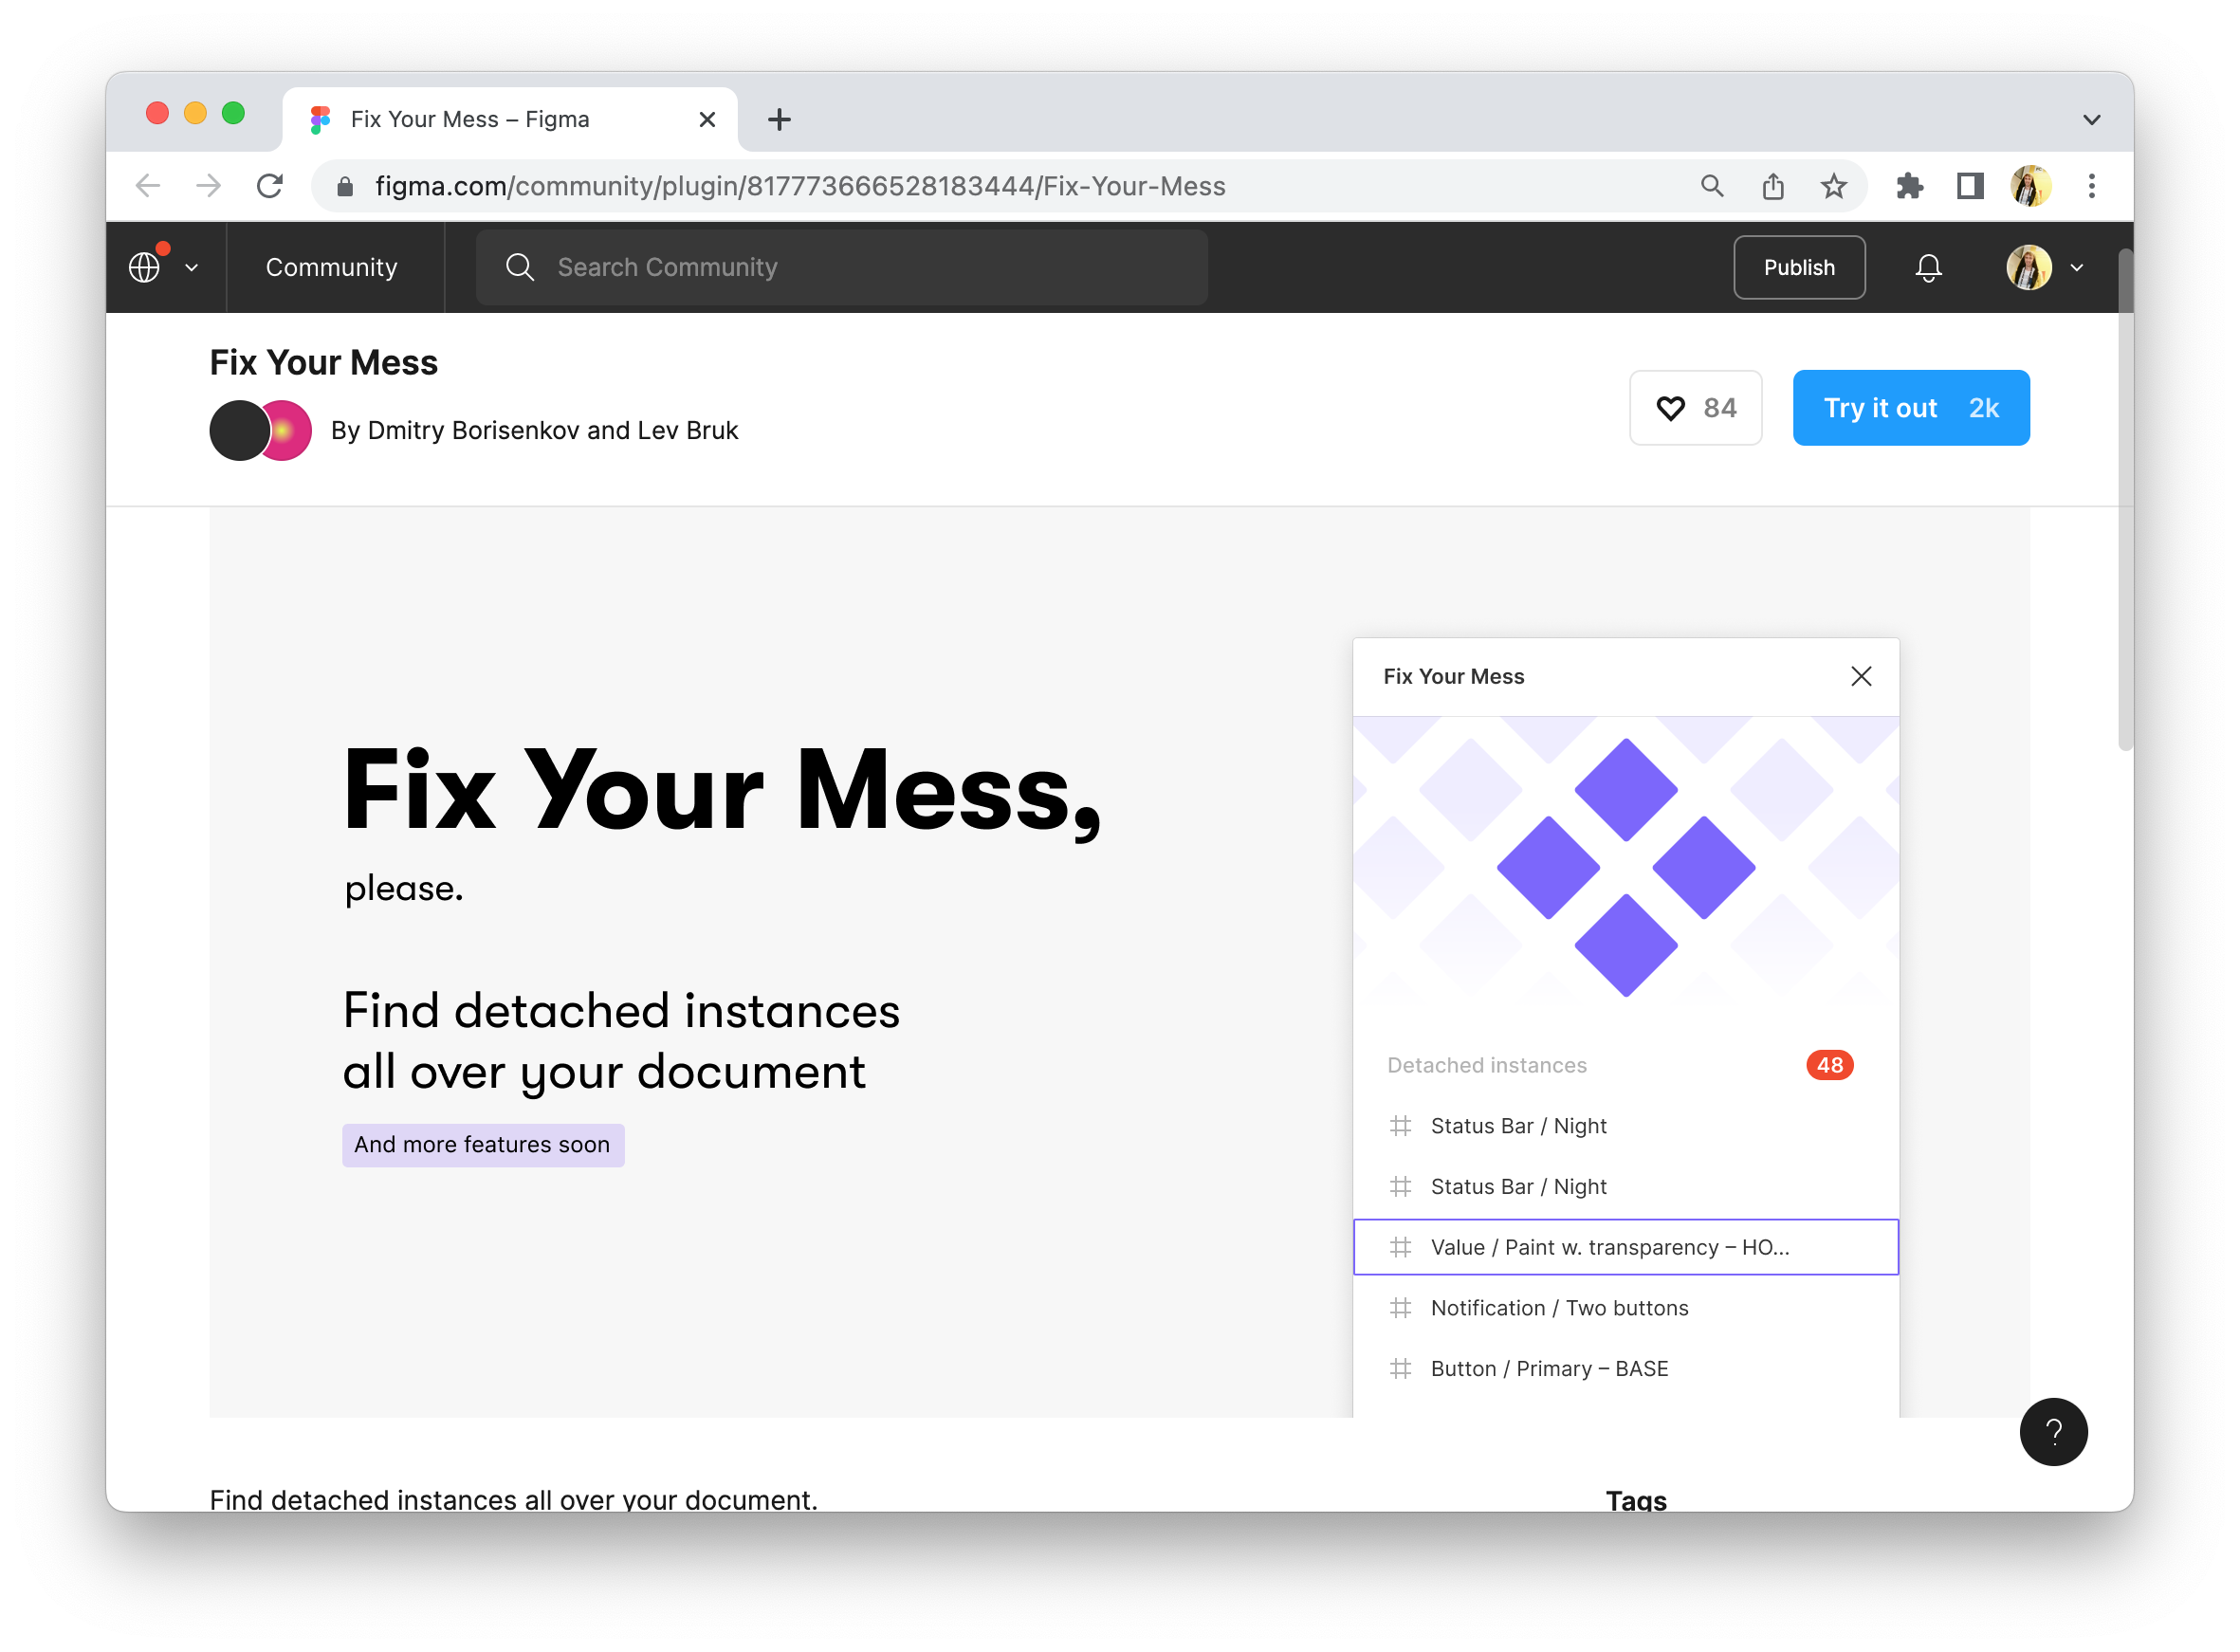 Fix Your Mess – Figma
figma.com/community/plugin/817773666528183444/Fix-Your-Mess
Community
Search Community
Publish
Fix Your Mess
By Dmitry Borisenkov and Lev Bruk
84
Try it out 2k
Fix Your Mess,
please.
Find detached instances
all over your document
And more features soon
Fix Your Mess
Detached instances 48
Status Bar / Night
Status Bar / Night
Value / Paint w. transparency – HO...
Notification / Two buttons
Button / Primary – BASE
?
Find detached instances all over your document.
Tags